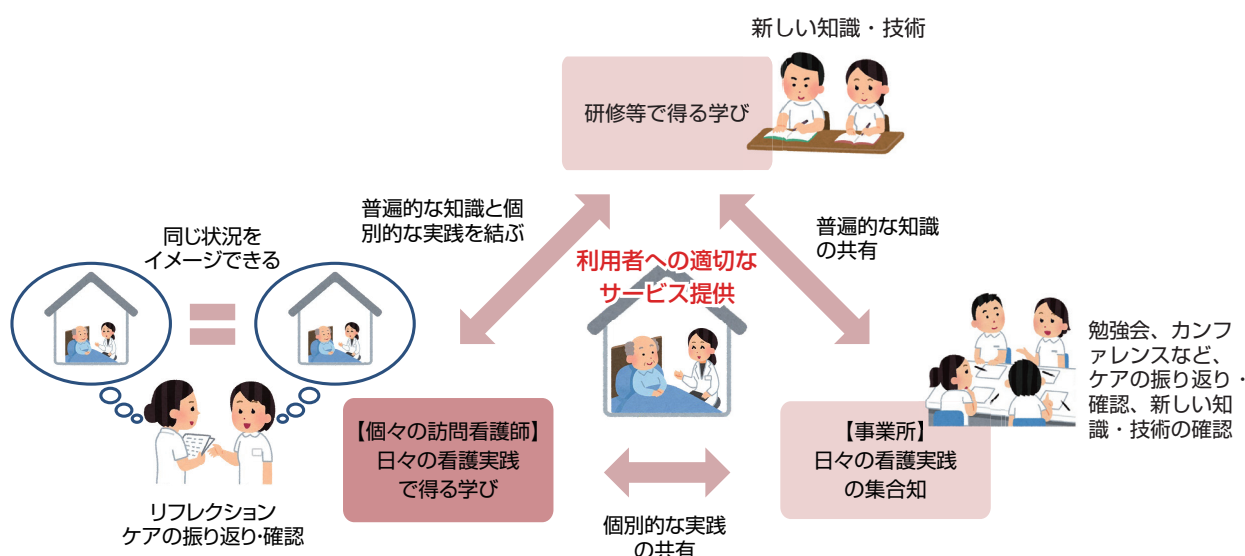 新しい知識・技術
研修等で得る学び
普遍的な知識と個
別的な実践を結ぶ
普遍的な知識
の共有
同じ状況を
イメージできる
利用者への適切な
サービス提供
勉強会、カンフ
ァレンスなど、
ケアの振り返り・
確認、新しい知
識・技術の確認
【個々の訪問看護師】
日々の看護実践
で得る学び
【事業所】
日々の看護実践
の集合知
リフレクション
ケアの振り返り・確認
個別的な実践
の共有